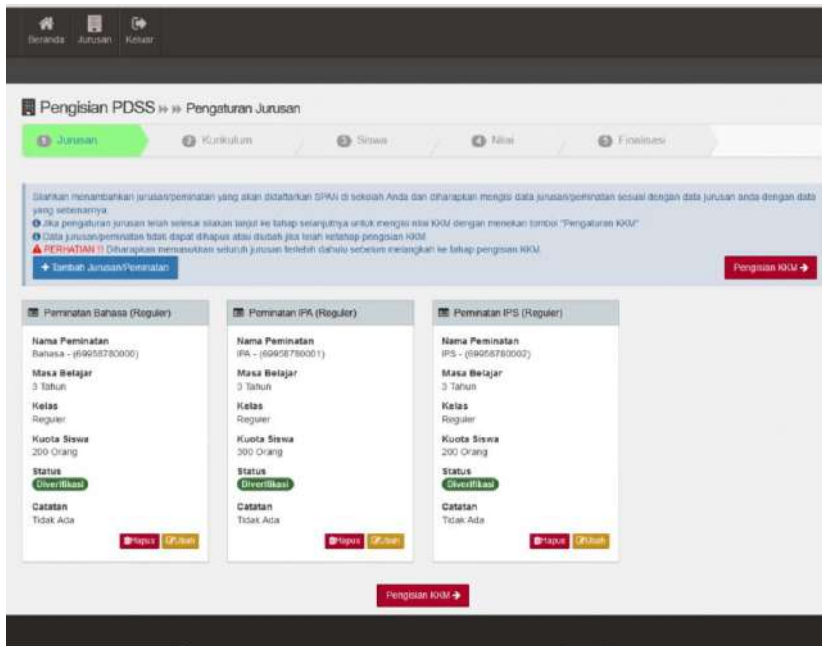 Beranda Jurusan Keluar
Pengisian PDSS »» »» Pengaturan Jurusan
1 Jurusan 2 Kurikulum 3 Siswa 4 Nilai 5 Finalisasi
Silahkan menambahkan jurusan/peminatan yang akan didaftarkan SPAN di sekolah Anda dan diharapkan mengisi data jurusan/peminatan sesuai dengan data jurusan anda dengan data
yang sebenarnya.
Jika pengaturan jurusan telah selesai silakan lanjut ke tahap selanjutnya untuk mengisi nilai KKM dengan menekan tombol "Pengaturan KKM"
Data jurusan/peminatan tidak dapat dihapus atau diubah jika telah ketahap pengisian KKM.
PERHATIAN !! Diharapkan memasukkan seluruh jurusan terlebih dahulu sebelum melangkah ke tahap pengisian KKM.
+ Tambah Jurusan/Peminatan
Pengisian KKM →
Peminatan Bahasa (Reguler)
Nama Peminatan
Bahasa - (69958780000)
Masa Belajar
3 Tahun
Kelas
Reguler
Kuota Siswa
200 Orang
Status
Diverifikasi
Catatan
Tidak Ada
Hapus Ubah
Peminatan IPA (Reguler)
Nama Peminatan
IPA - (69958780001)
Masa Belajar
3 Tahun
Kelas
Reguler
Kuota Siswa
300 Orang
Status
Diverifikasi
Catatan
Tidak Ada
Hapus Ubah
Peminatan IPS (Reguler)
Nama Peminatan
IPS - (69958780002)
Masa Belajar
3 Tahun
Kelas
Reguler
Kuota Siswa
200 Orang
Status
Diverifikasi
Catatan
Tidak Ada
Hapus Ubah
Pengisian KKM →